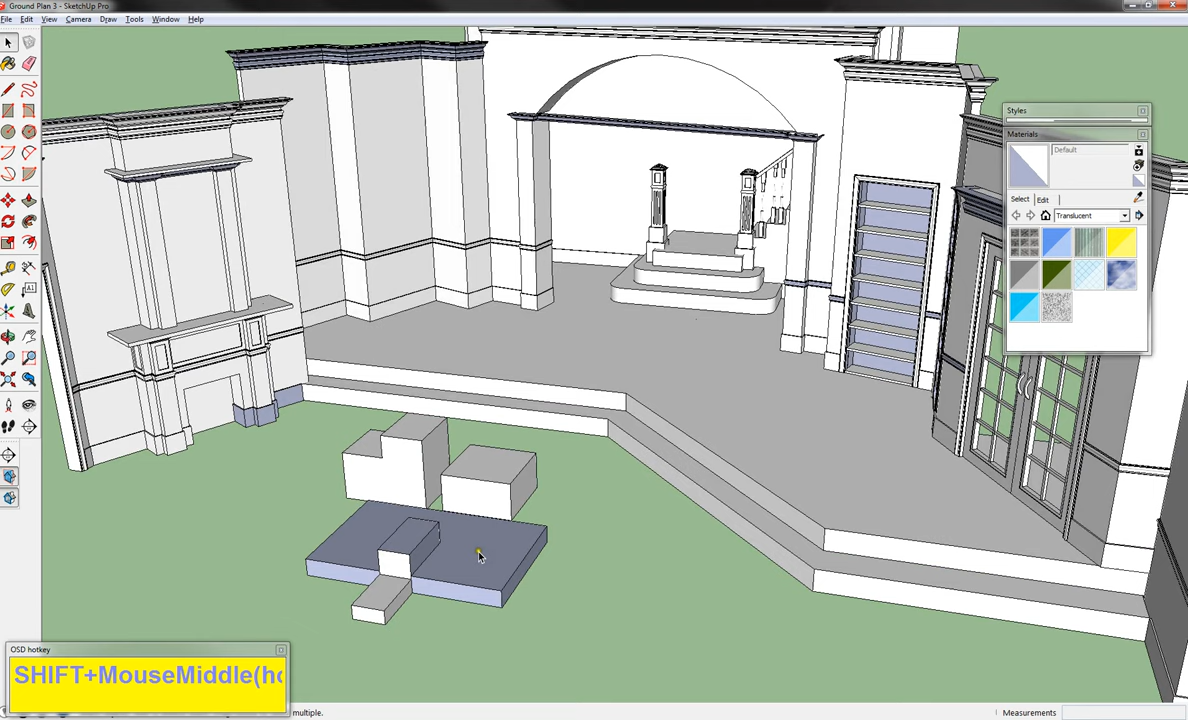 Ground Plan 3 - SketchUp Pro
File Edit View Camera Draw Tools Window Help
Styles
Materials
Default
Select Edit
Translucent
A1
OSD hotkey
SHIFT+MouseMiddle(ho
multiple.
Measurements